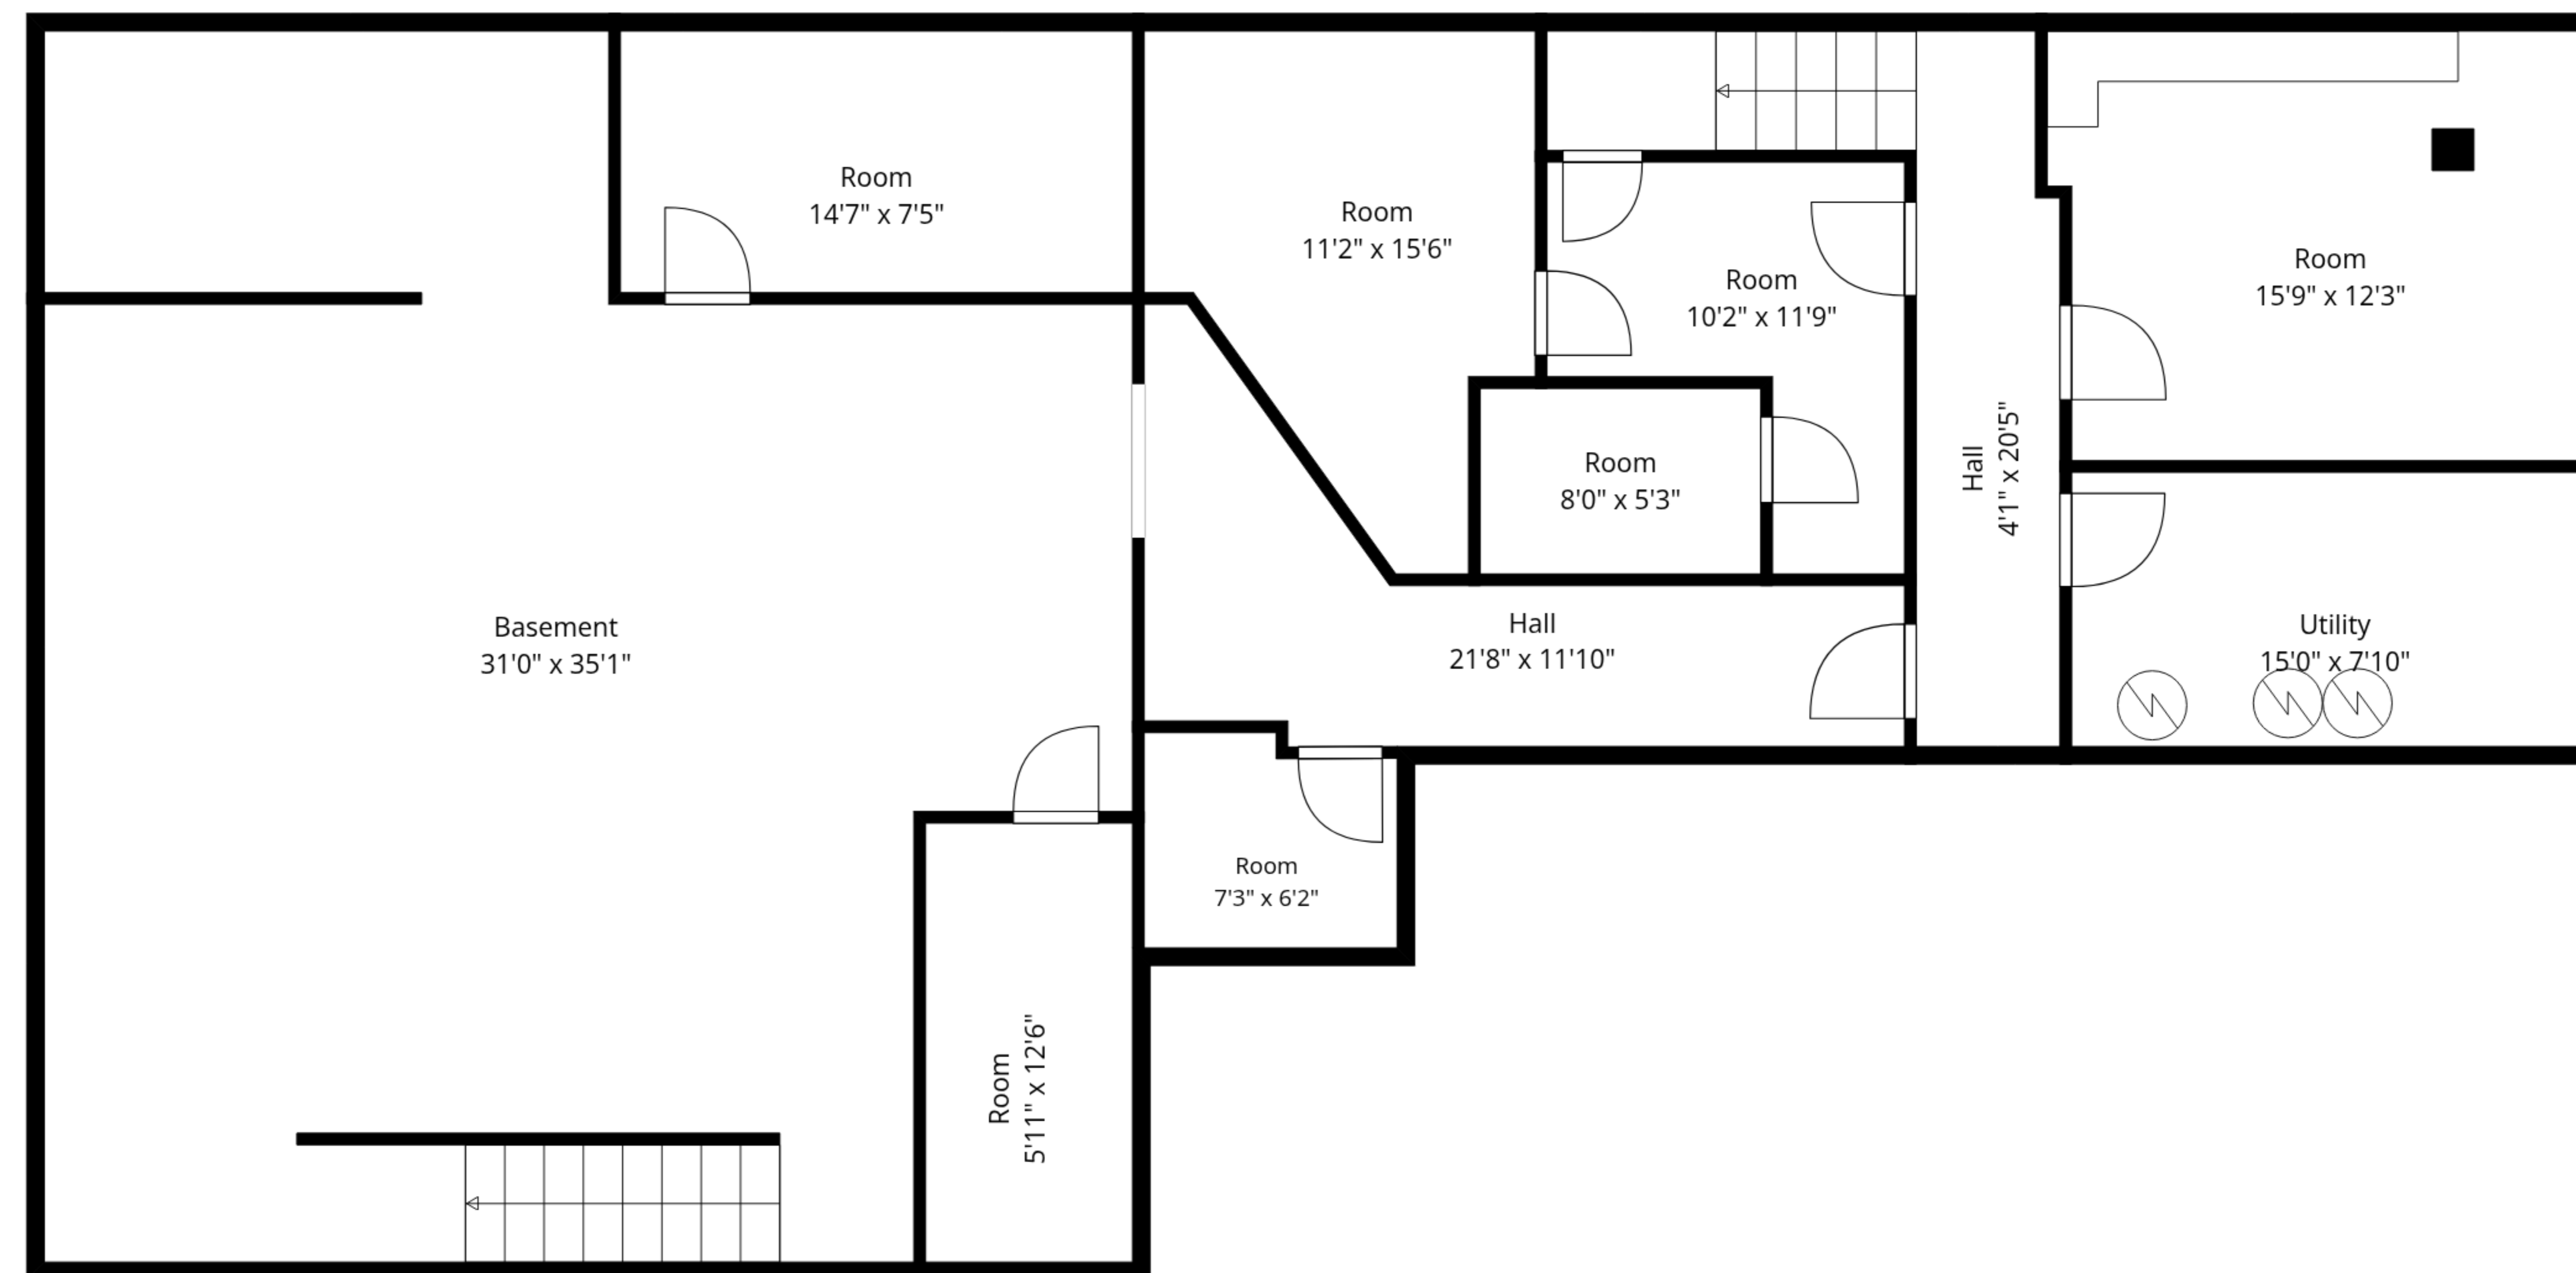 Room
14'7" x 7'5"
Room
11'2" x 15'6"
Room
10'2" x 11'9"
Room
15'9" x 12'3"
Room
8'0" x 5'3"
Hall
4'1" x 20'5"
Basement
31'0" x 35'1"
Hall
21'8" x 11'10"
Utility
15'0" x 7'10"
Room
7'3" x 6'2"
Room
5'11" x 12'6"